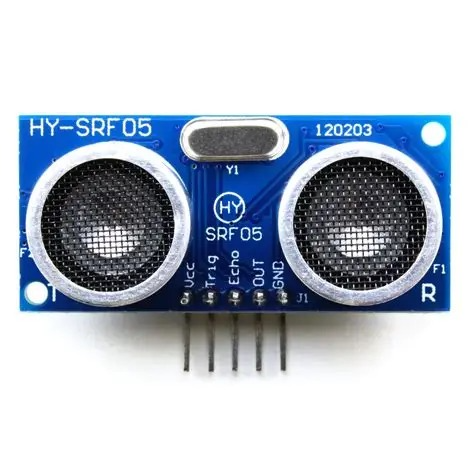 HY-SRF05
120203
Y1
HY
SRF05
F1
Vcc
Trig
Echo
OUT
GND
J1
T
R